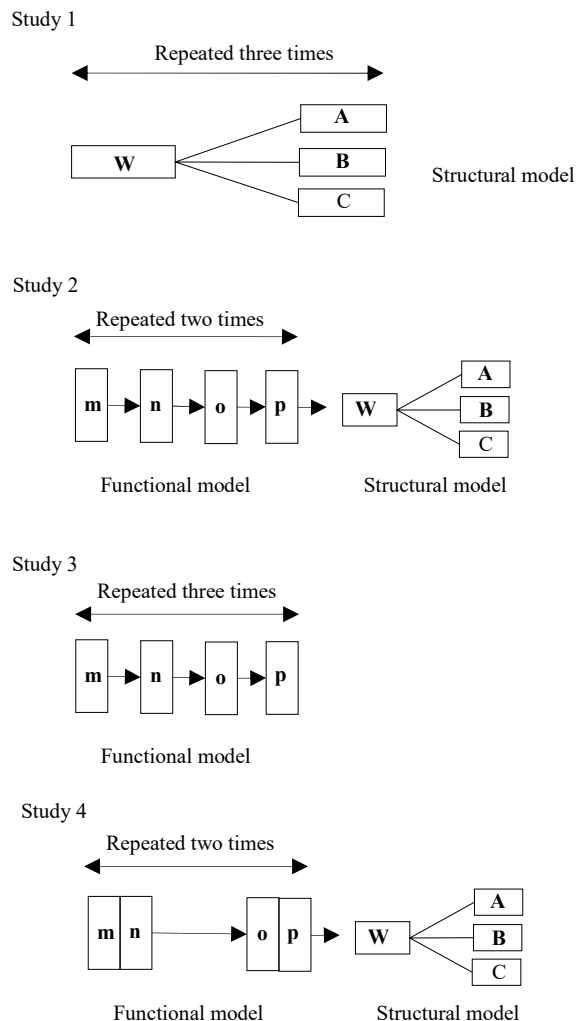 Study 1
Repeated three times
A
W
B
Structural model
C
Study 2
Repeated two times
A
m n o p W B
C
Functional model Structural model
Study 3
Repeated three times
m n o p
Functional model
Study 4
Repeated two times
A
m n o p W B
C
Functional model Structural model